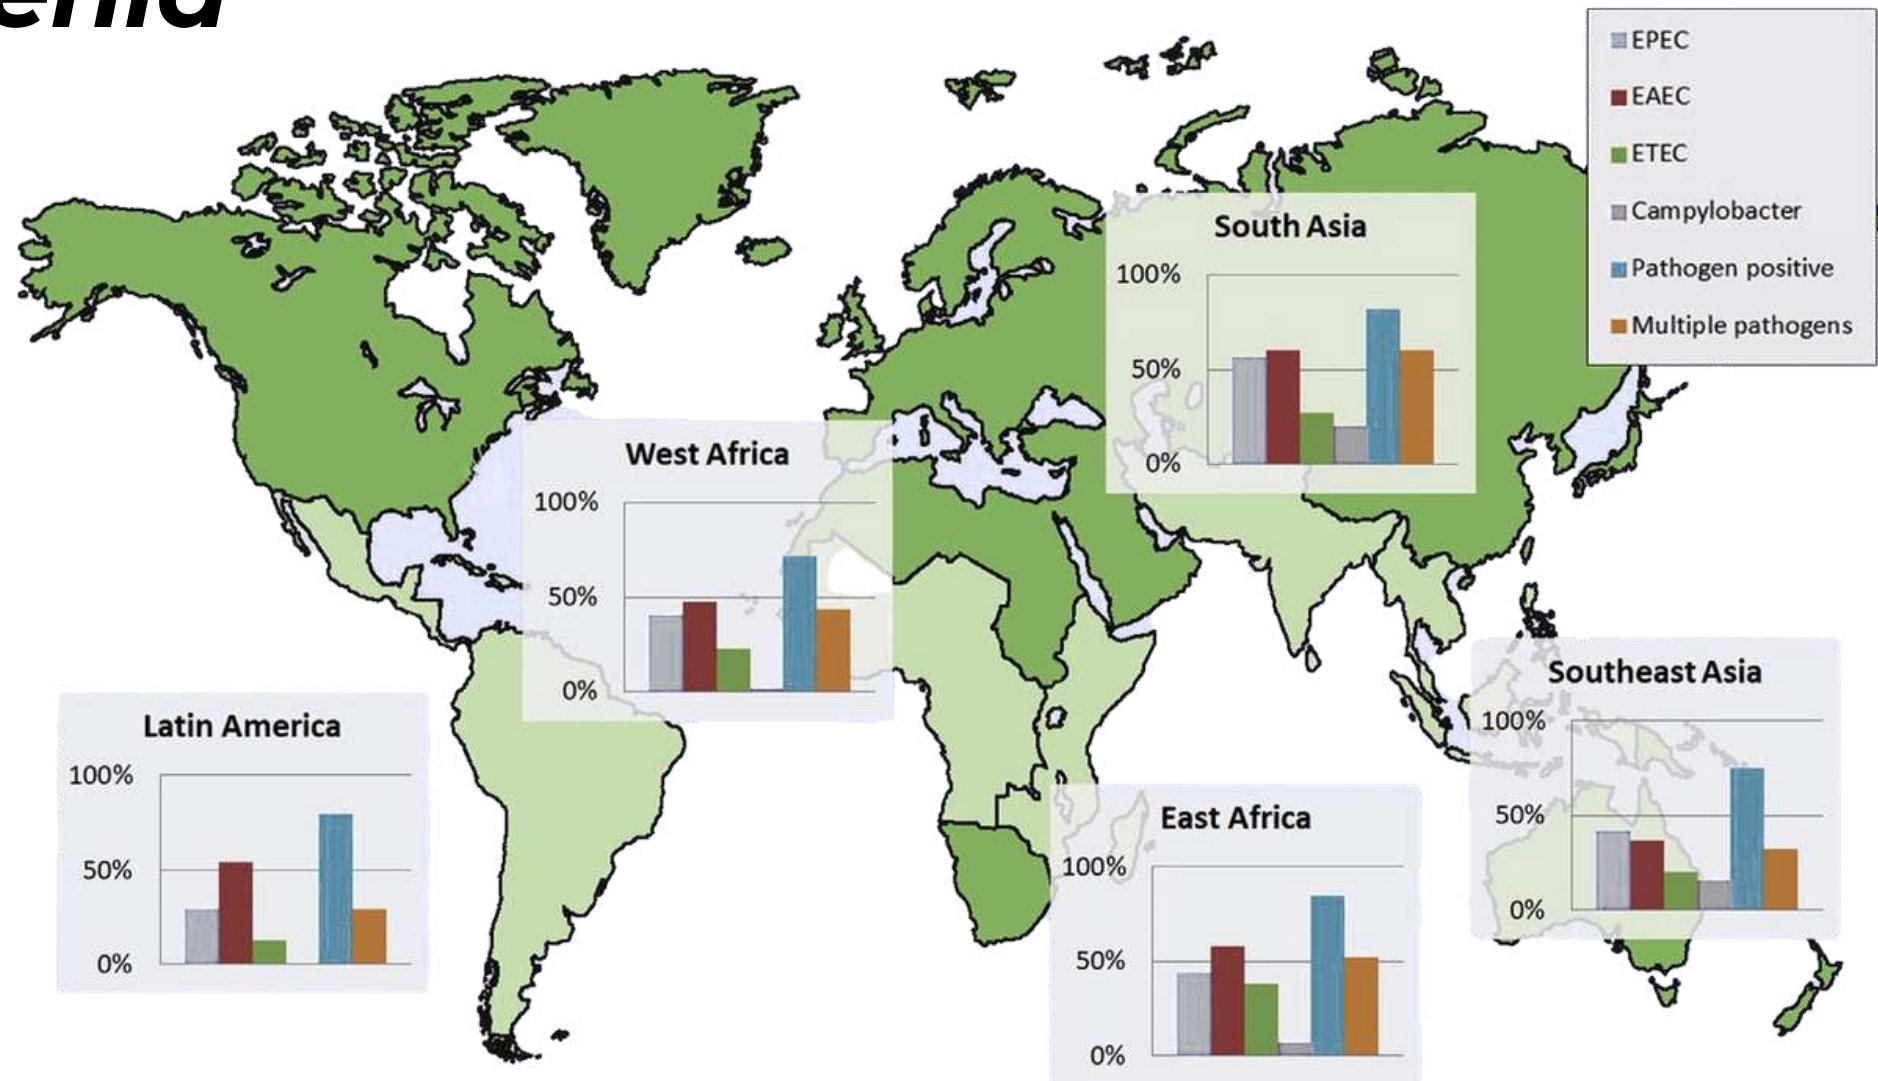 EPEC
EAEC
ETEC
Campylobacter
Pathogen positive
Multiple pathogens
South Asia
100%
50%
0%
West Africa
100%
50%
0%
Latin America
100%
50%
0%
East Africa
100%
50%
0%
Southeast Asia
100%
50%
0%